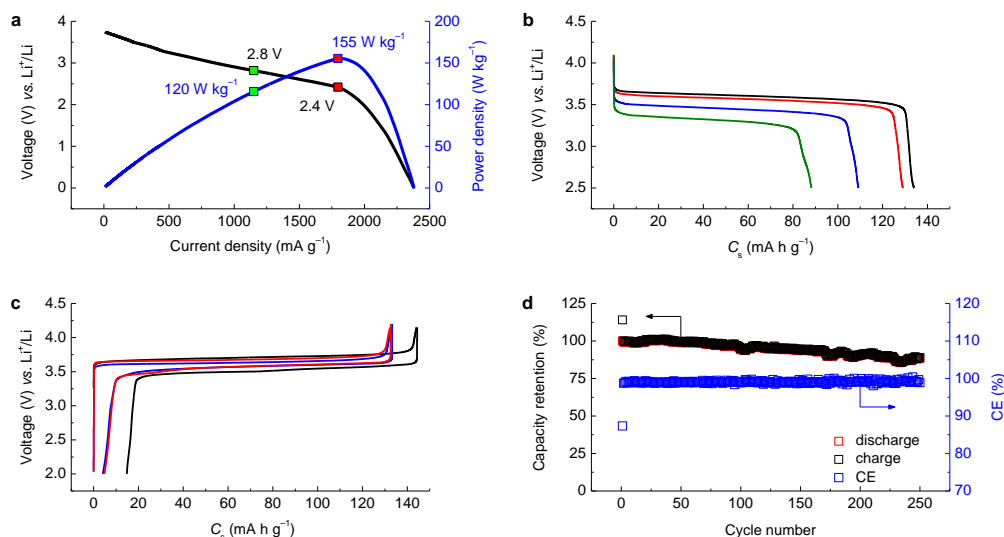 a
Voltage (V) vs. Li⁺/Li
4
3
2
1
0
0
500
1000
1500
2000
2500
Current density (mA g⁻¹)
200
150
100
50
0
Power density (W kg⁻¹)
2.8 V
155 W kg⁻¹
120 W kg⁻¹
2.4 V
b
Voltage (V) vs. Li⁺/Li
4.0
3.5
3.0
2.5
0
20
40
60
80
100
120
140
Cₛ (mA h g⁻¹)
c
Voltage (V) vs. Li⁺/Li
4.5
4.0
3.5
3.0
2.5
2.0
0
20
40
60
80
100
120
140
Cₛ (mA h g⁻¹)
d
Capacity retention (%)
125
100
75
50
25
0
0
50
100
150
200
250
Cycle number
120
110
100
90
80
70
CE (%)
discharge
charge
CE